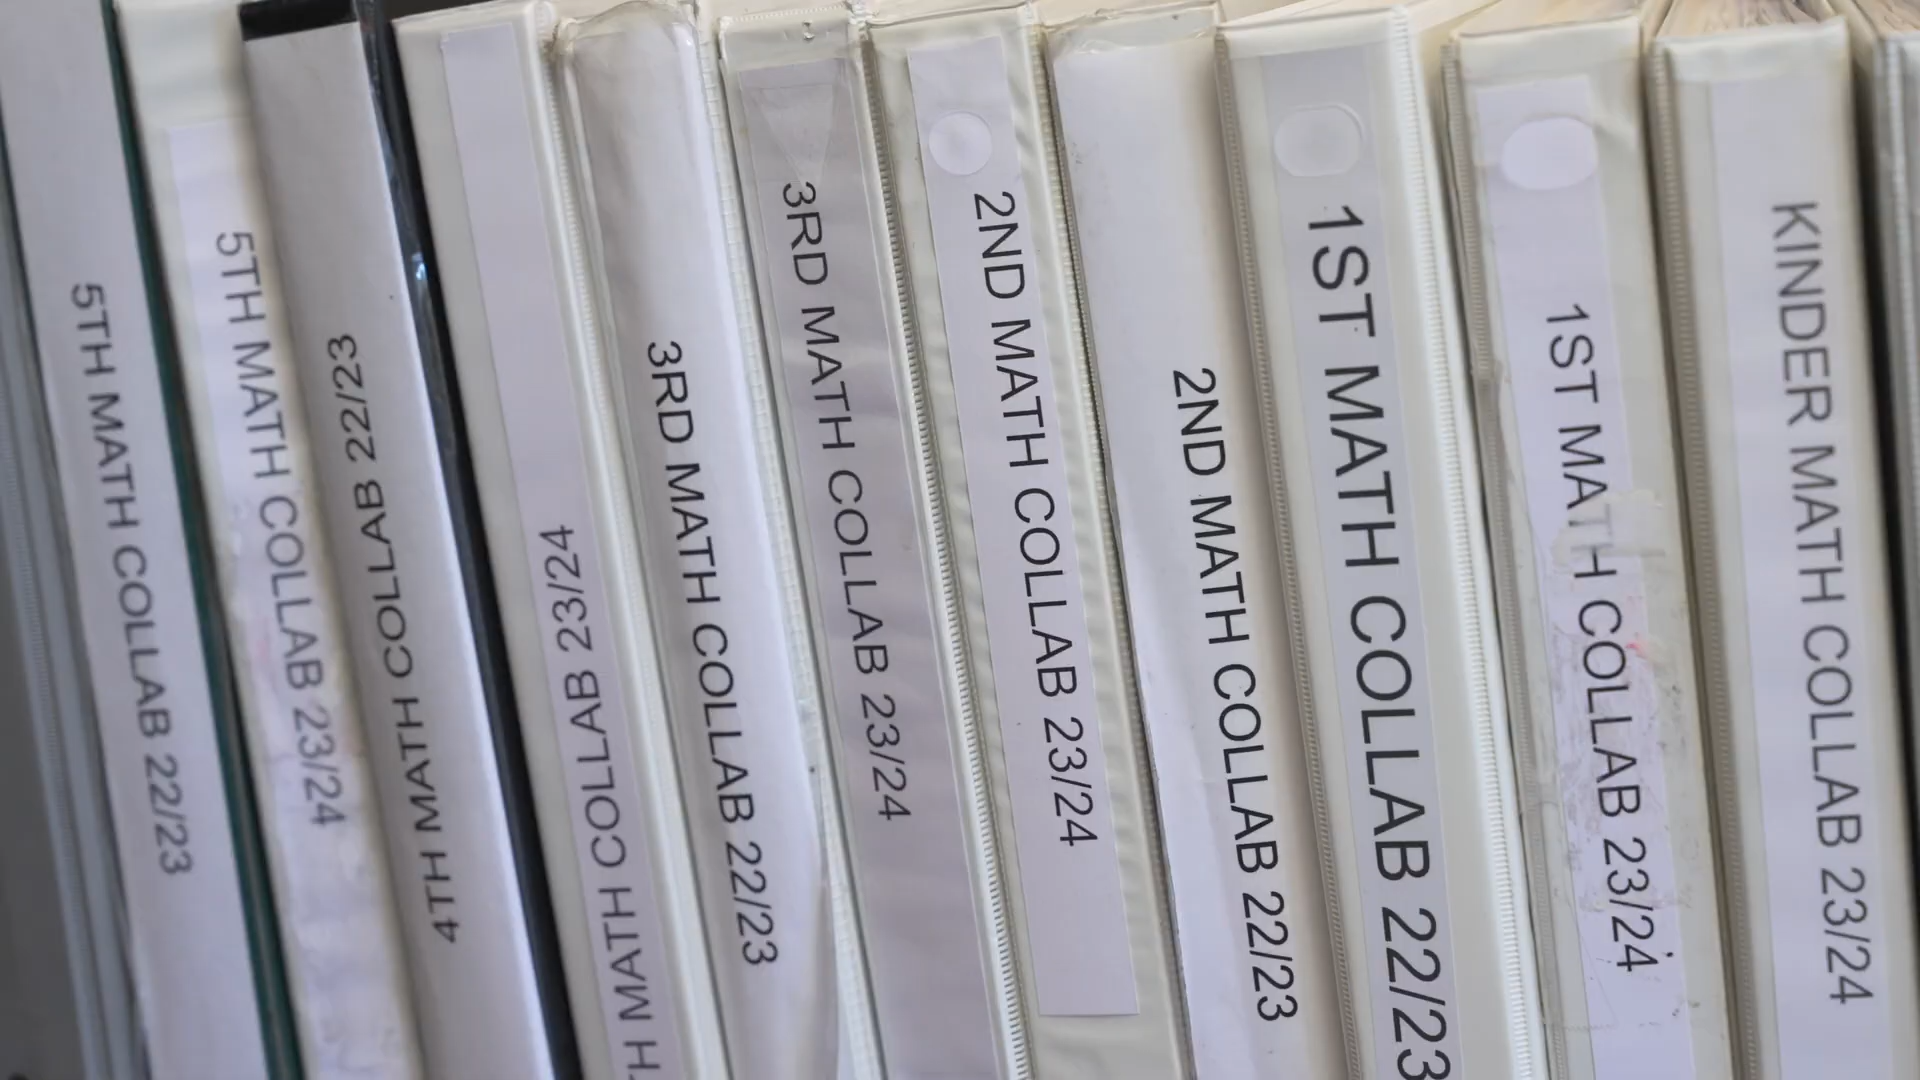 5TH MATH COLLAB 22/23
5TH MATH COLLAB 23/24
4TH MATH COLLAB 22/23
TH MATH COLLAB 23/24
3RD MATH COLLAB 22/23
3RD MATH COLLAB 23/24
2ND MATH COLLAB 23/24
2ND MATH COLLAB 22/23
1ST MATH COLLAB 22/23
1ST MATH COLLAB 23/24
KINDER MATH COLLAB 23/24